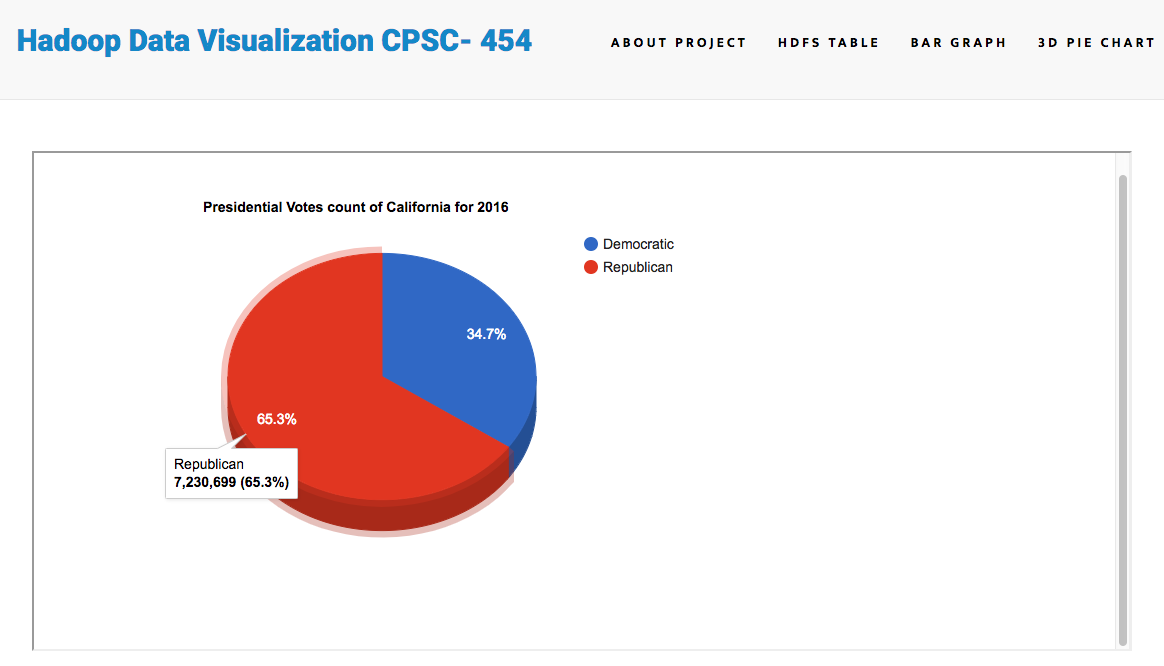 Hadoop Data Visualization CPSC- 454
ABOUT PROJECT
HDFS TABLE
BAR GRAPH
3D PIE CHART
Presidential Votes count of California for 2016
Democratic
Republican
34.7%
65.3%
Republican
7,230,699 (65.3%)